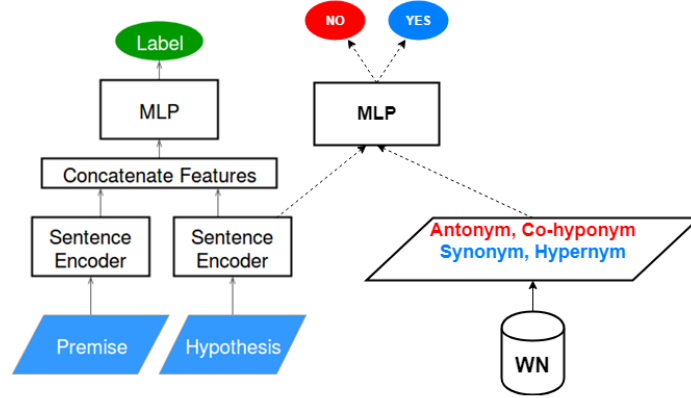 NO
YES
Label
MLP
MLP
Concatenate Features
Sentence
Encoder
Sentence
Encoder
Antonym, Co-hyponym
Synonym, Hypernym
Premise
Hypothesis
WN